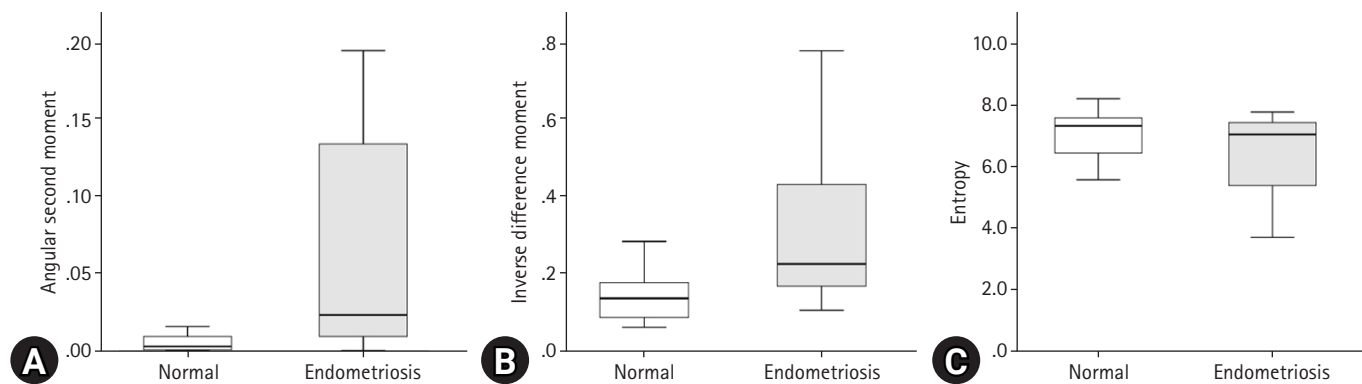 Angular second moment
.20
.15
.10
.05
.00
Normal
Endometriosis
A
Inverse difference moment
.8
.6
.4
.2
.0
Normal
Endometriosis
B
Entropy
10.0
8.0
6.0
4.0
2.0
.0
Normal
Endometriosis
C